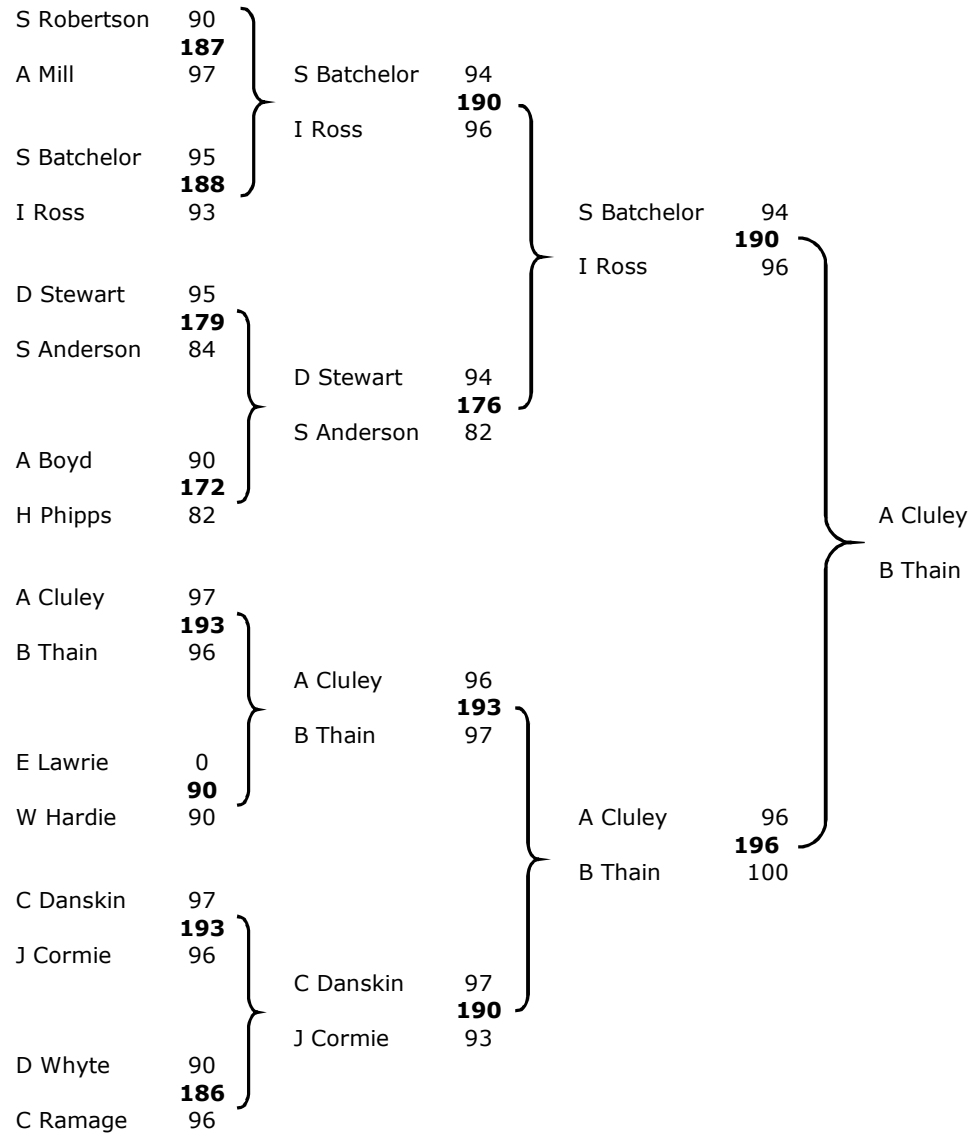 S Robertson 90
187
A Mill 97
S Batchelor 95
188
I Ross 93
D Stewart 95
179
S Anderson 84
A Boyd 90
172
H Phipps 82
A Cluley 97
193
B Thain 96
E Lawrie 0
90
W Hardie 90
C Danskin 97
193
J Cormie 96
D Whyte 90
186
C Ramage 96
S Batchelor 94
190
I Ross 96
D Stewart 94
176
S Anderson 82
A Cluley 96
193
B Thain 97
C Danskin 97
190
J Cormie 93
S Batchelor 94
190
I Ross 96
A Cluley 96
196
B Thain 100
A Cluley
B Thain